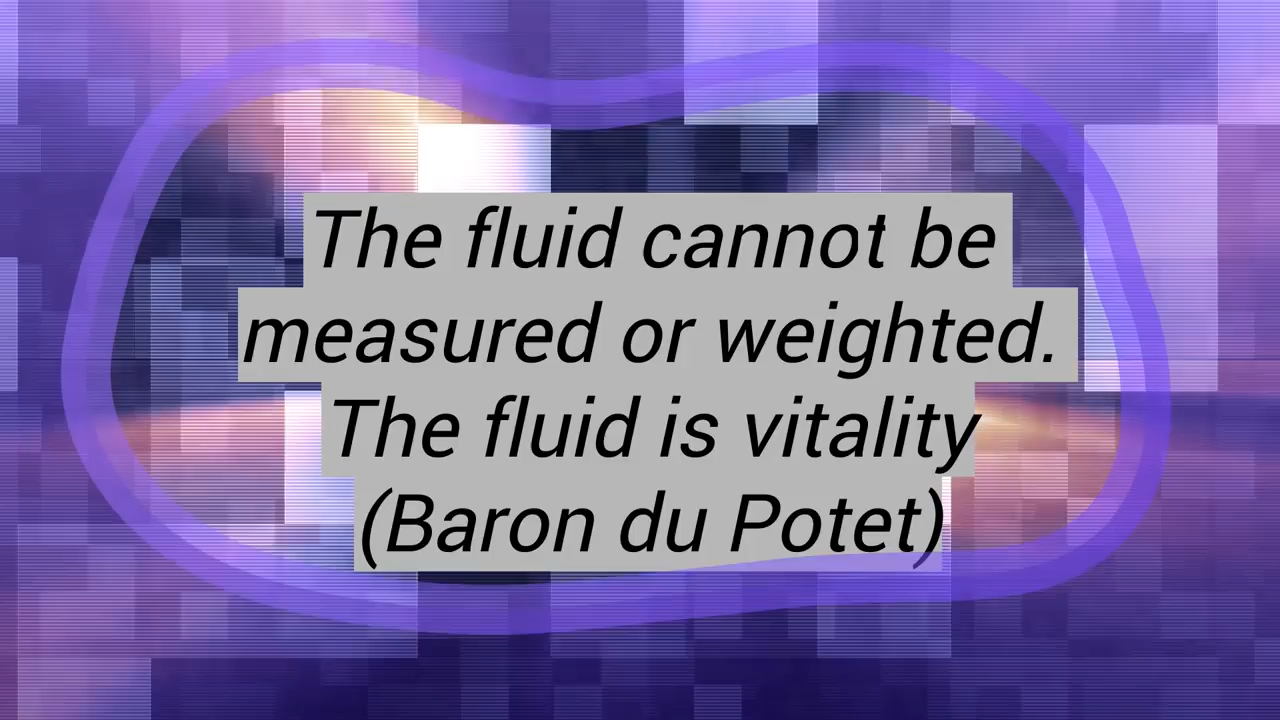 The fluid cannot be
measured or weighted.
The fluid is vitality
(Baron du Potet)